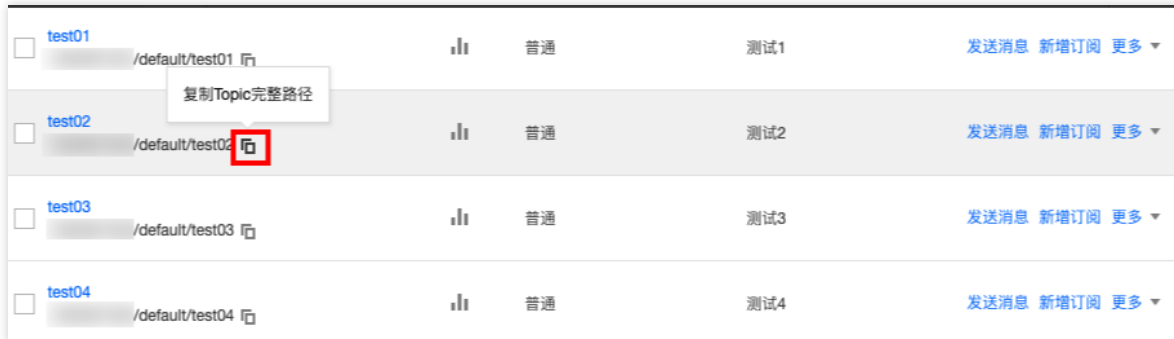 test01
普通 测试1 发送消息 新增订阅 更多
/default/test01
复制Topic完整路径
test02
普通 测试2 发送消息 新增订阅 更多
/default/test02
test03
普通 测试3 发送消息 新增订阅 更多
/default/test03
test04
普通 测试4 发送消息 新增订阅 更多
/default/test04